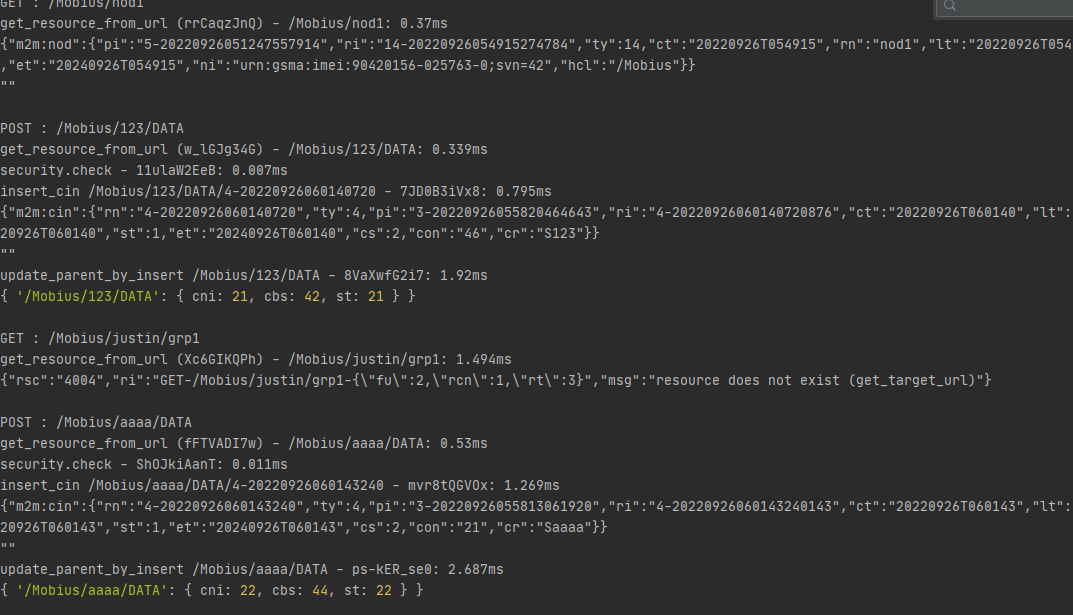 GET : /Mobius/nod1
get_resource_from_url (rrCaqzJnQ) - /Mobius/nod1: 0.37ms
{"m2m:nod":{"pi":"5-20220926051247557914","ri":"14-20220926054915274784","ty":14,"ct":"20220926T054915","rn":"nod1","lt":"20220926T054
,"et":"20240926T054915","ni":"urn:gsma:imei:90420156-025763-0;svn=42","hcl":"/Mobius"}}
""
POST : /Mobius/123/DATA
get_resource_from_url (w_lGJg34G) - /Mobius/123/DATA: 0.339ms
security.check - 11ulaW2EeB: 0.007ms
insert_cin /Mobius/123/DATA/4-20220926060140720 - 7JD0B3iVx8: 0.795ms
{"m2m:cin":{"rn":"4-20220926060140720","ty":4,"pi":"3-20220926055820464643","ri":"4-20220926060140720876","ct":"20220926T060140","lt":
20926T060140","st":1,"et":"20240926T060140","cs":2,"con":"46","cr":"S123"}}
""
update_parent_by_insert /Mobius/123/DATA - 8VaXwfG2i7: 1.92ms
{ '/Mobius/123/DATA': { cni: 21, cbs: 42, st: 21 } }
GET : /Mobius/justin/grp1
get_resource_from_url (Xc6GIKQPh) - /Mobius/justin/grp1: 1.494ms
{"rsc":"4004","ri":"GET-/Mobius/justin/grp1-{\"fu\":2,\"rcn\":1,\"rt\":3}","msg":"resource does not exist (get_target_url)"}
POST : /Mobius/aaaa/DATA
get_resource_from_url (fFTVADI7w) - /Mobius/aaaa/DATA: 0.53ms
security.check - ShOJkiAanT: 0.011ms
insert_cin /Mobius/aaaa/DATA/4-20220926060143240 - mvr8tQGVOx: 1.269ms
{"m2m:cin":{"rn":"4-20220926060143240","ty":4,"pi":"3-20220926055813061920","ri":"4-20220926060143240143","ct":"20220926T060143","lt":
20926T060143","st":1,"et":"20240926T060143","cs":2,"con":"21","cr":"Saaaa"}}
""
update_parent_by_insert /Mobius/aaaa/DATA - ps-kER_se0: 2.687ms
{ '/Mobius/aaaa/DATA': { cni: 22, cbs: 44, st: 22 } }